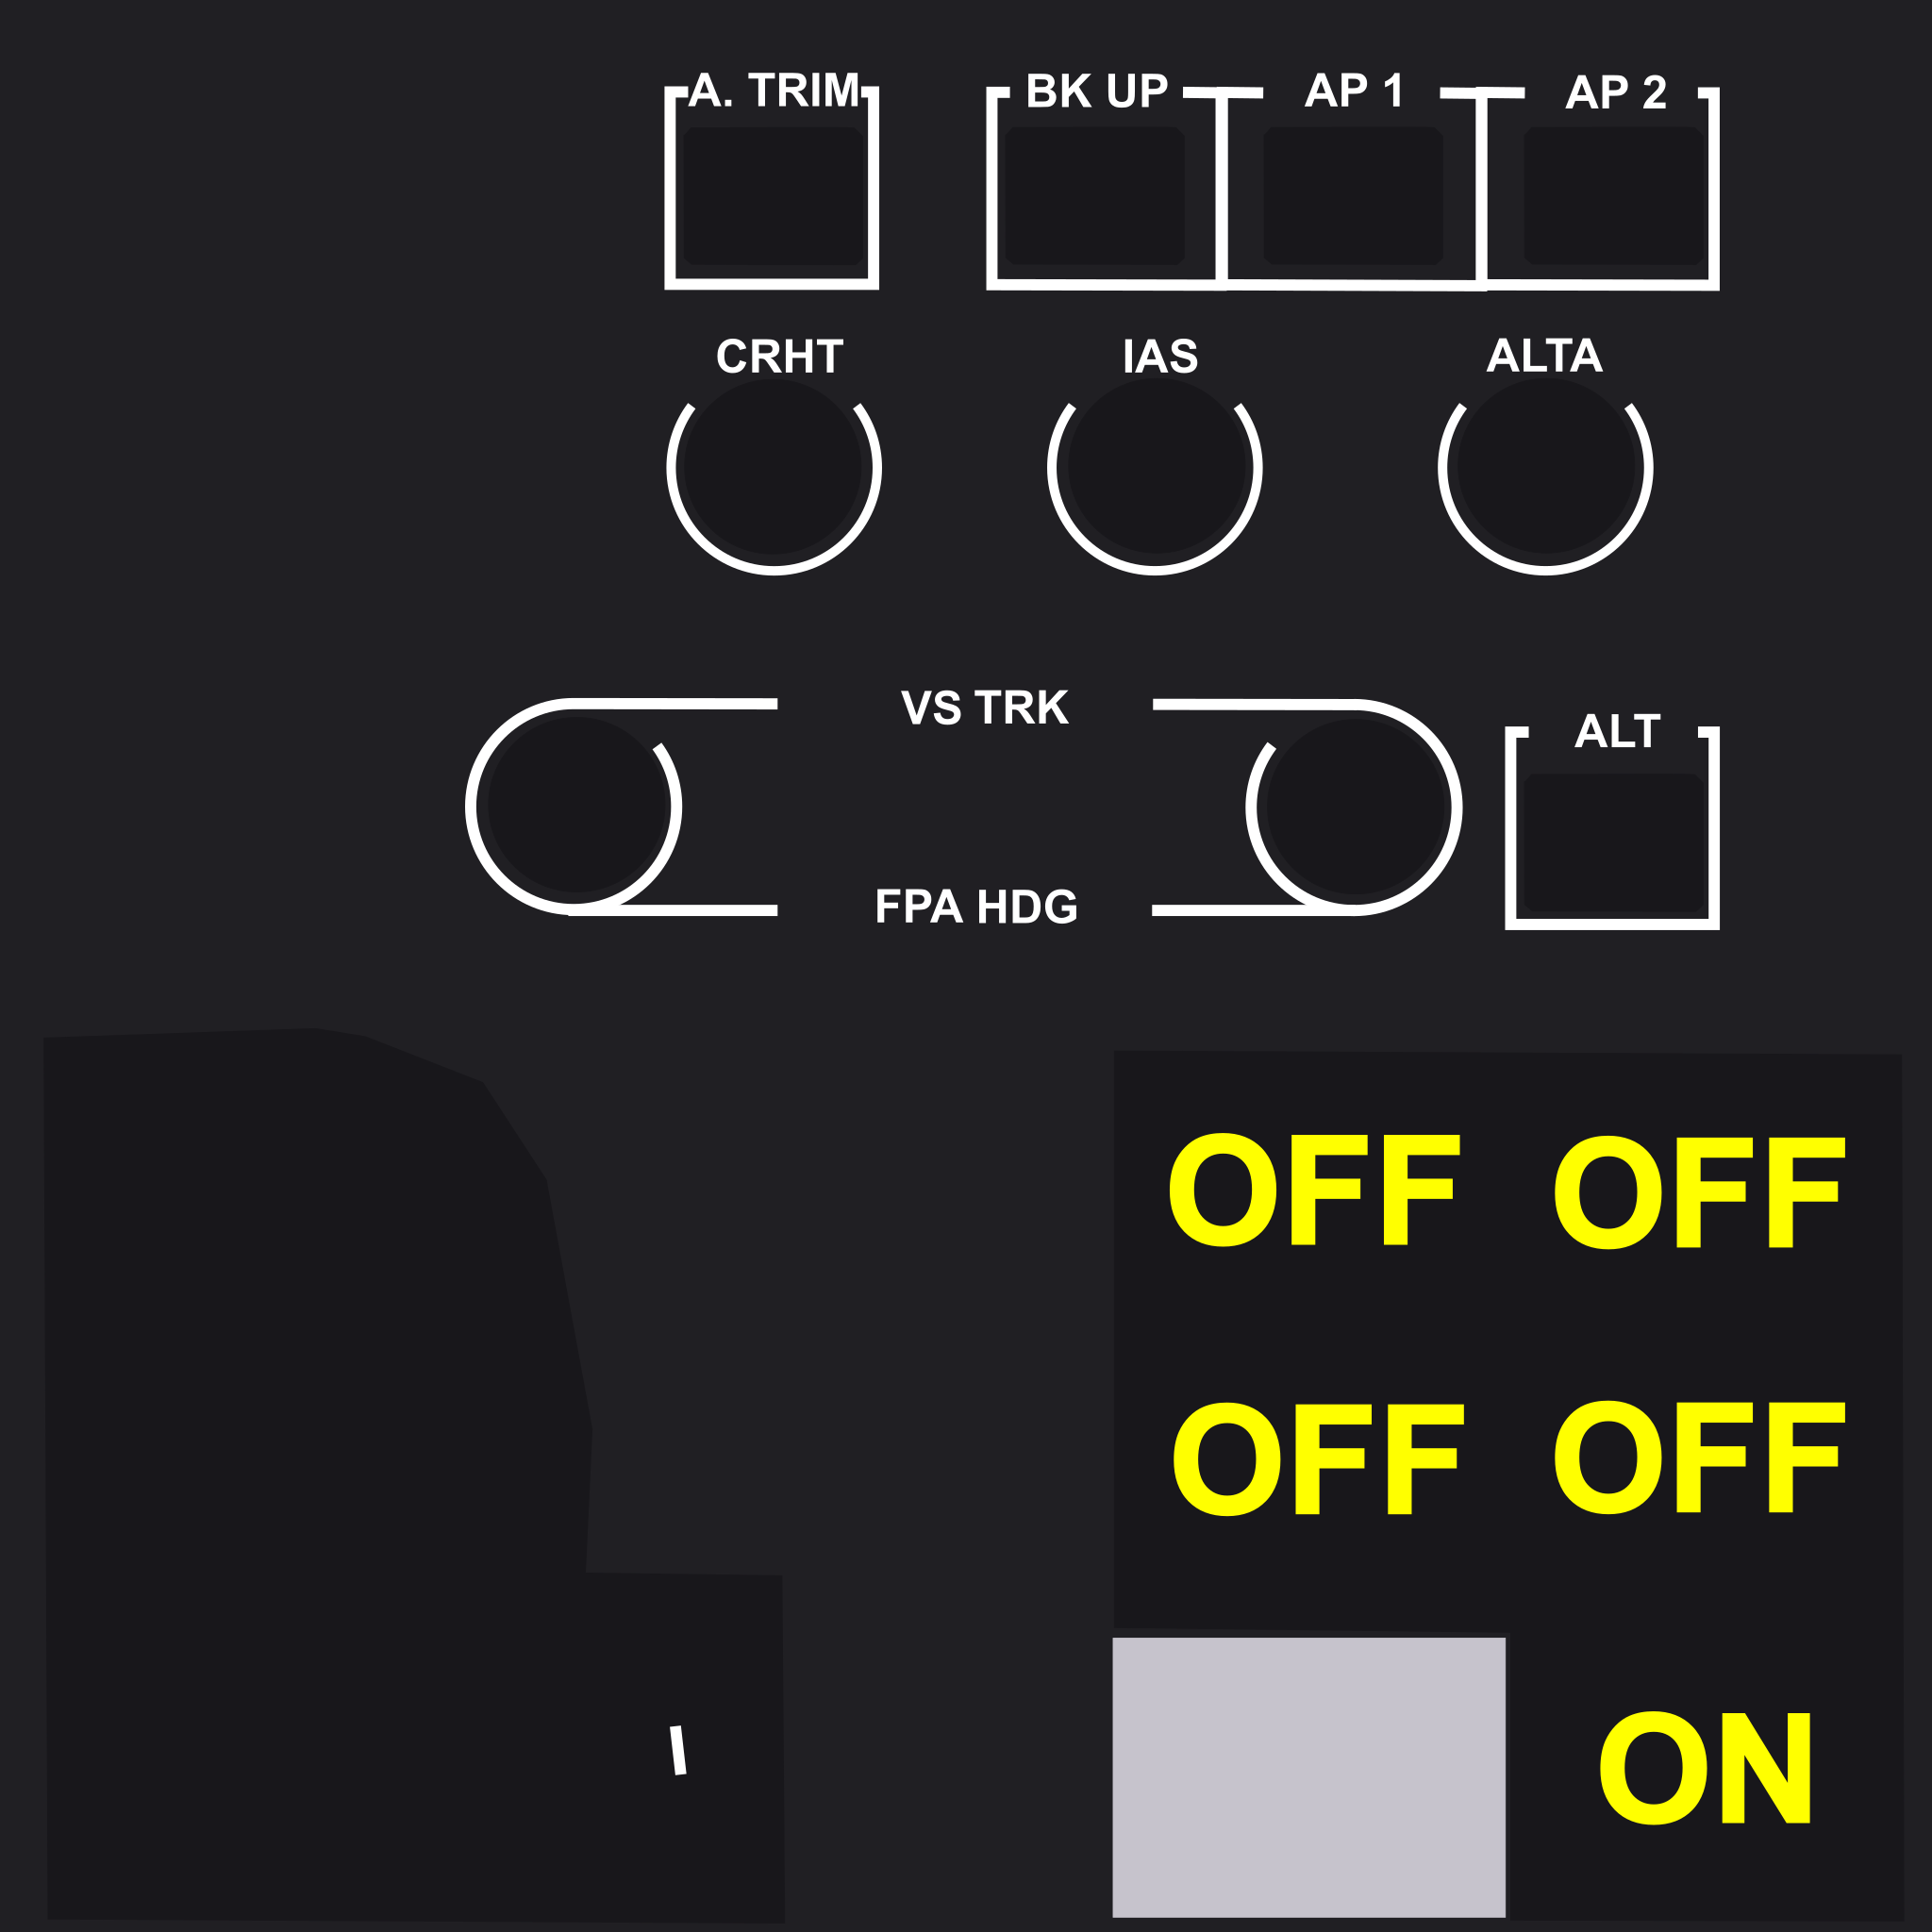 A. TRIM BK UP AP 1 AP 2
CRHT IAS ALTA
VS TRK
ALT
FPA HDG
OFF OFF
OFF OFF
ON